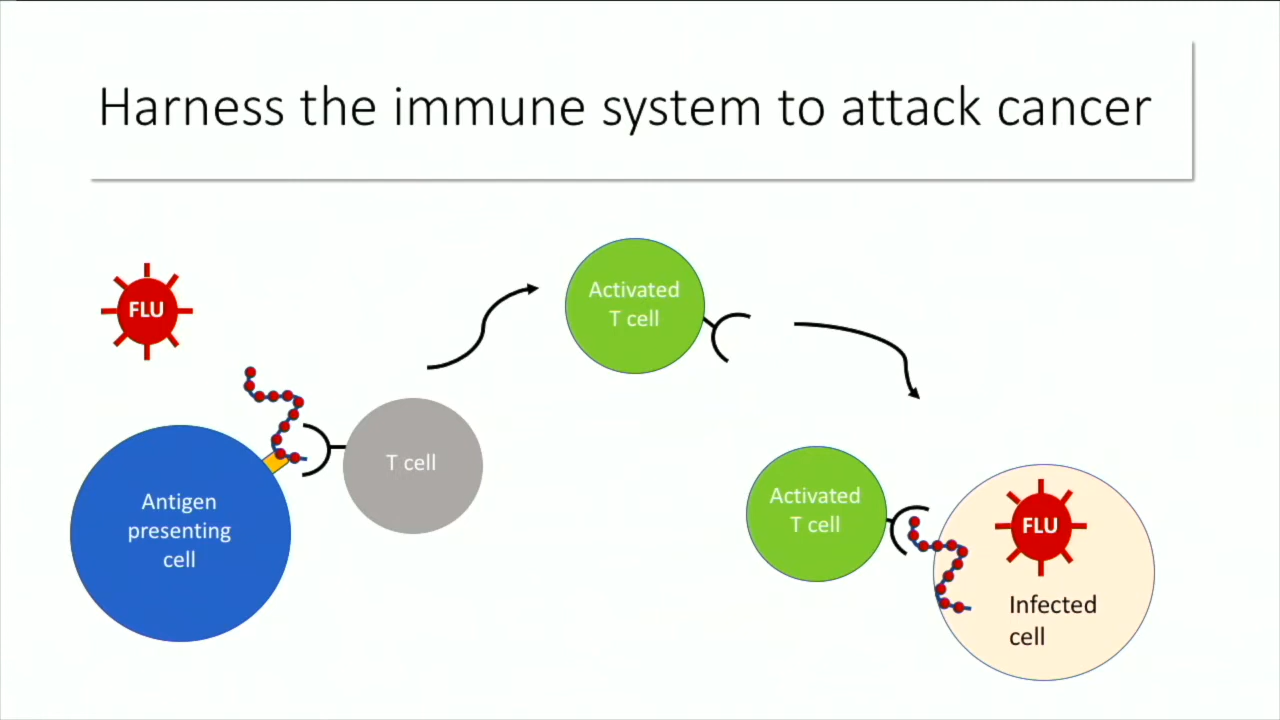 Harness the immune system to attack cancer
FLU
Antigen
presenting
cell
T cell
Activated
T cell
Activated
T cell
FLU
Infected
cell